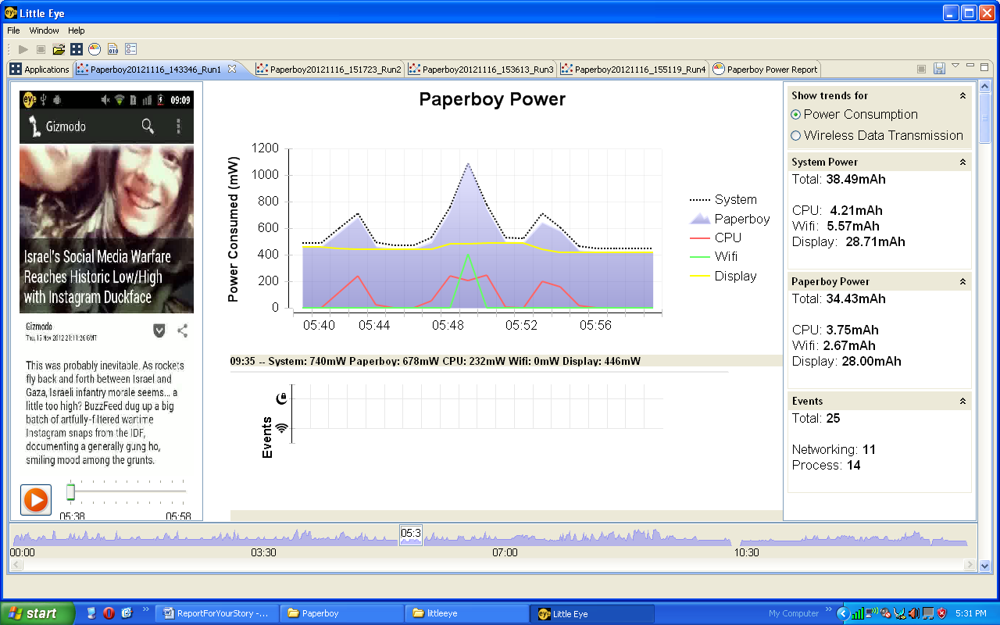 Little Eye
File Window Help
Applications
Paperboy20121116_143346_Run1
Paperboy20121116_151723_Run2
Paperboy20121116_153613_Run3
Paperboy20121116_155119_Run4
Paperboy Power Report
eye
09:09
Gizmodo
Israel's Social Media Warfare
Reaches Historic Low/High
with Instagram Duckface
Gizmodo
Thu, 15 Nov 2012 21:11:26 GMT
This was probably inevitable. As rockets
fly back and forth between Israel and
Gaza, Israeli infantry morale seems... a
little too high? BuzzFeed dug up a big
batch of artfully-filtered wartime
Instagram snaps from the IDF,
documenting a generally gung ho,
smiling mood among the grunts.
05:38 05:58
Paperboy Power
Power Consumed (mW)
1200
1000
800
600
400
200
0
05:40 05:44 05:48 05:52 05:56
System
Paperboy
CPU
Wifi
Display
09:35 -- System: 740mW Paperboy: 678mW CPU: 232mW Wifi: 0mW Display: 446mW
Events
Show trends for
Power Consumption
Wireless Data Transmission
System Power
Total: 38.49mAh
CPU: 4.21mAh
Wifi: 5.57mAh
Display: 28.71mAh
Paperboy Power
Total: 34.43mAh
CPU: 3.75mAh
Wifi: 2.67mAh
Display: 28.00mAh
Events
Total: 25
Networking: 11
Process: 14
05:3
00:00 03:30 07:00 10:30
start
ReportForYourStory -...
Paperboy
littleeye
Little Eye
My Computer
5:31 PM